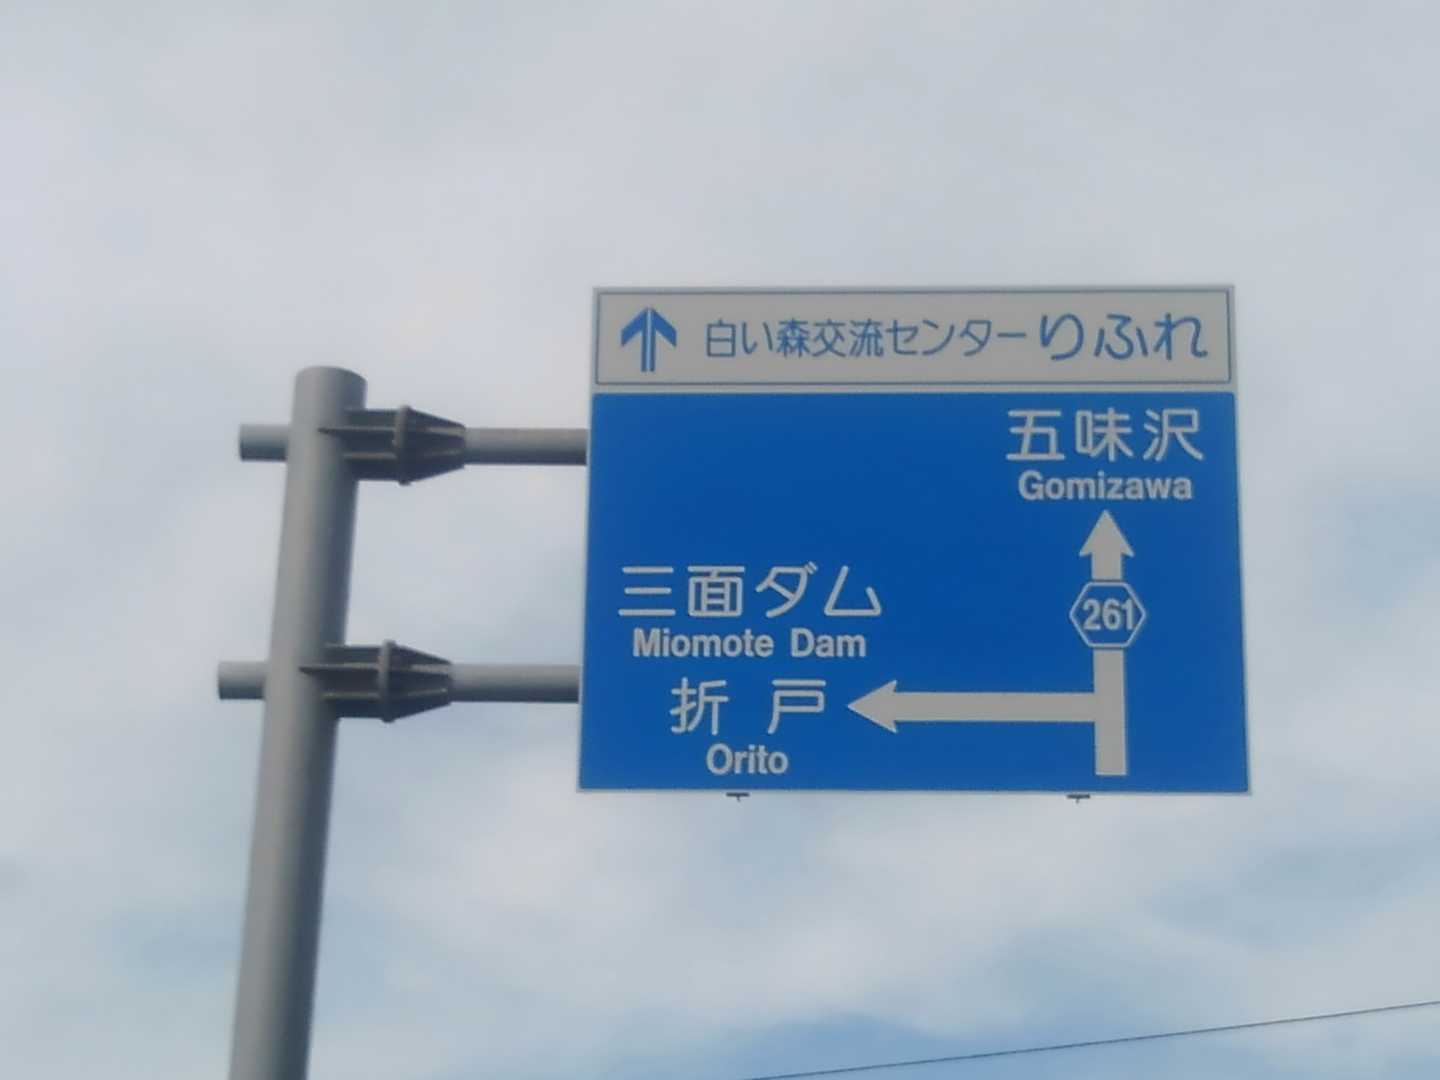 白い森交流センターりふれ
五味沢
Gomizawa
261
三面ダム
Miomote Dam
折戸
Orito